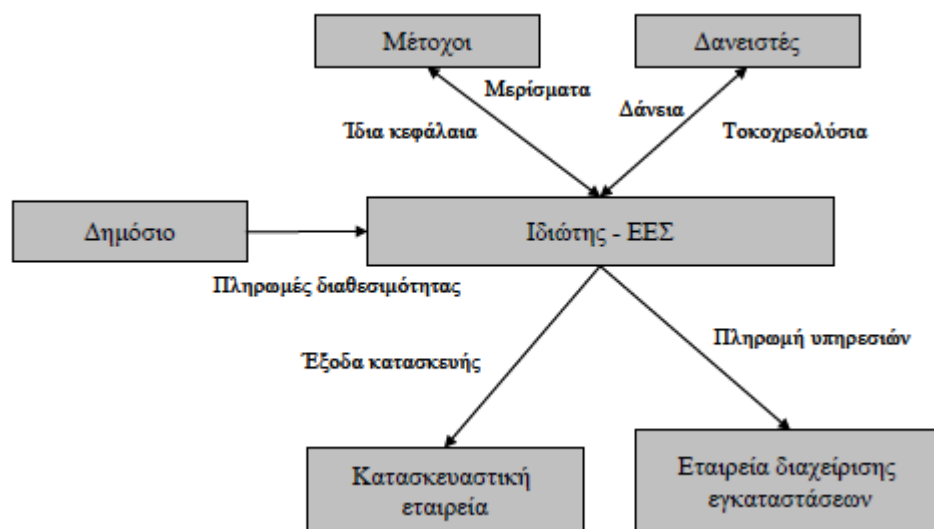 Μέτοχοι
Δανειστές
Μερίσματα
Δάνεια
Ίδια κεφάλαια
Τοκοχρεολύσια
Δημόσιο
Ιδιώτης - ΕΕΣ
Πληρωμές διαθεσιμότητας
Πληρωμή υπηρεσιών
Έξοδα κατασκευής
Κατασκευαστική
εταιρεία
Εταιρεία διαχείρισης
εγκαταστάσεων